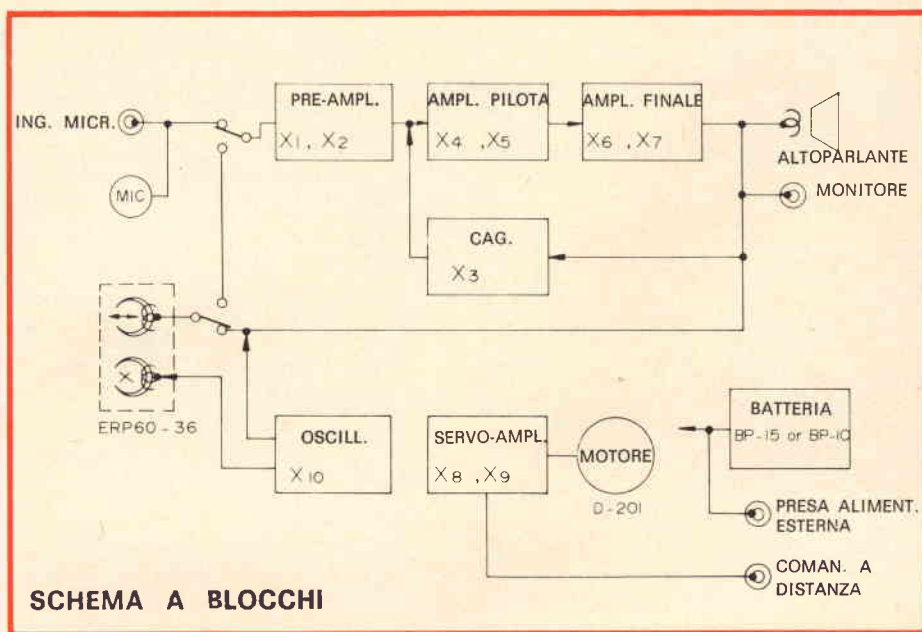 ING. MICR.
MIC
PRE-AMPL.
X1, X2
AMPL. PILOTA
X4, X5
AMPL. FINALE
X6, X7
ALTOPARLANTE
MONITORE
CAG.
X3
ERP60-36
OSCILL.
X10
SERVO-AMPL.
X8, X9
MOTORE
D-201
BATTERIA
BP-15 or BP-10
PRESA ALIMENT.
ESTERNA
COMAN. A
DISTANZA
SCHEMA A BLOCCHI